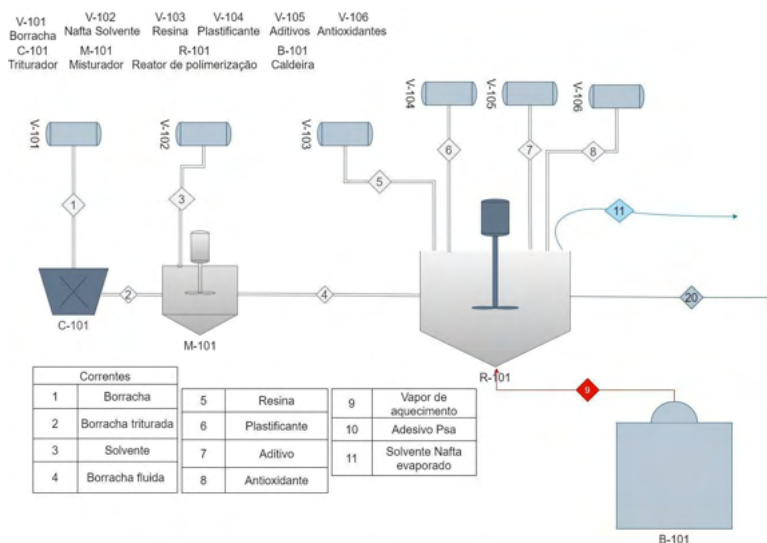 V-101 V-102 V-103 V-104 V-105 V-106
Borracha Nafta Solvente Resina Plastificante Aditivos Antioxidantes
C-101 M-101 R-101 B-101
Triturador Misturador Reator de polimerização Caldeira
V-101
V-102
V-103
V-104
V-105
V-106
1
3
5
6
7
8
11
2
4
20
9
C-101
M-101
R-101
B-101
Correntes
1 Borracha
2 Borracha triturada
3 Solvente
4 Borracha fluida
5 Resina
6 Plastificante
7 Aditivo
8 Antioxidante
9 Vapor de
aquecimento
10 Adesivo Psa
11 Solvente Nafta
evaporado